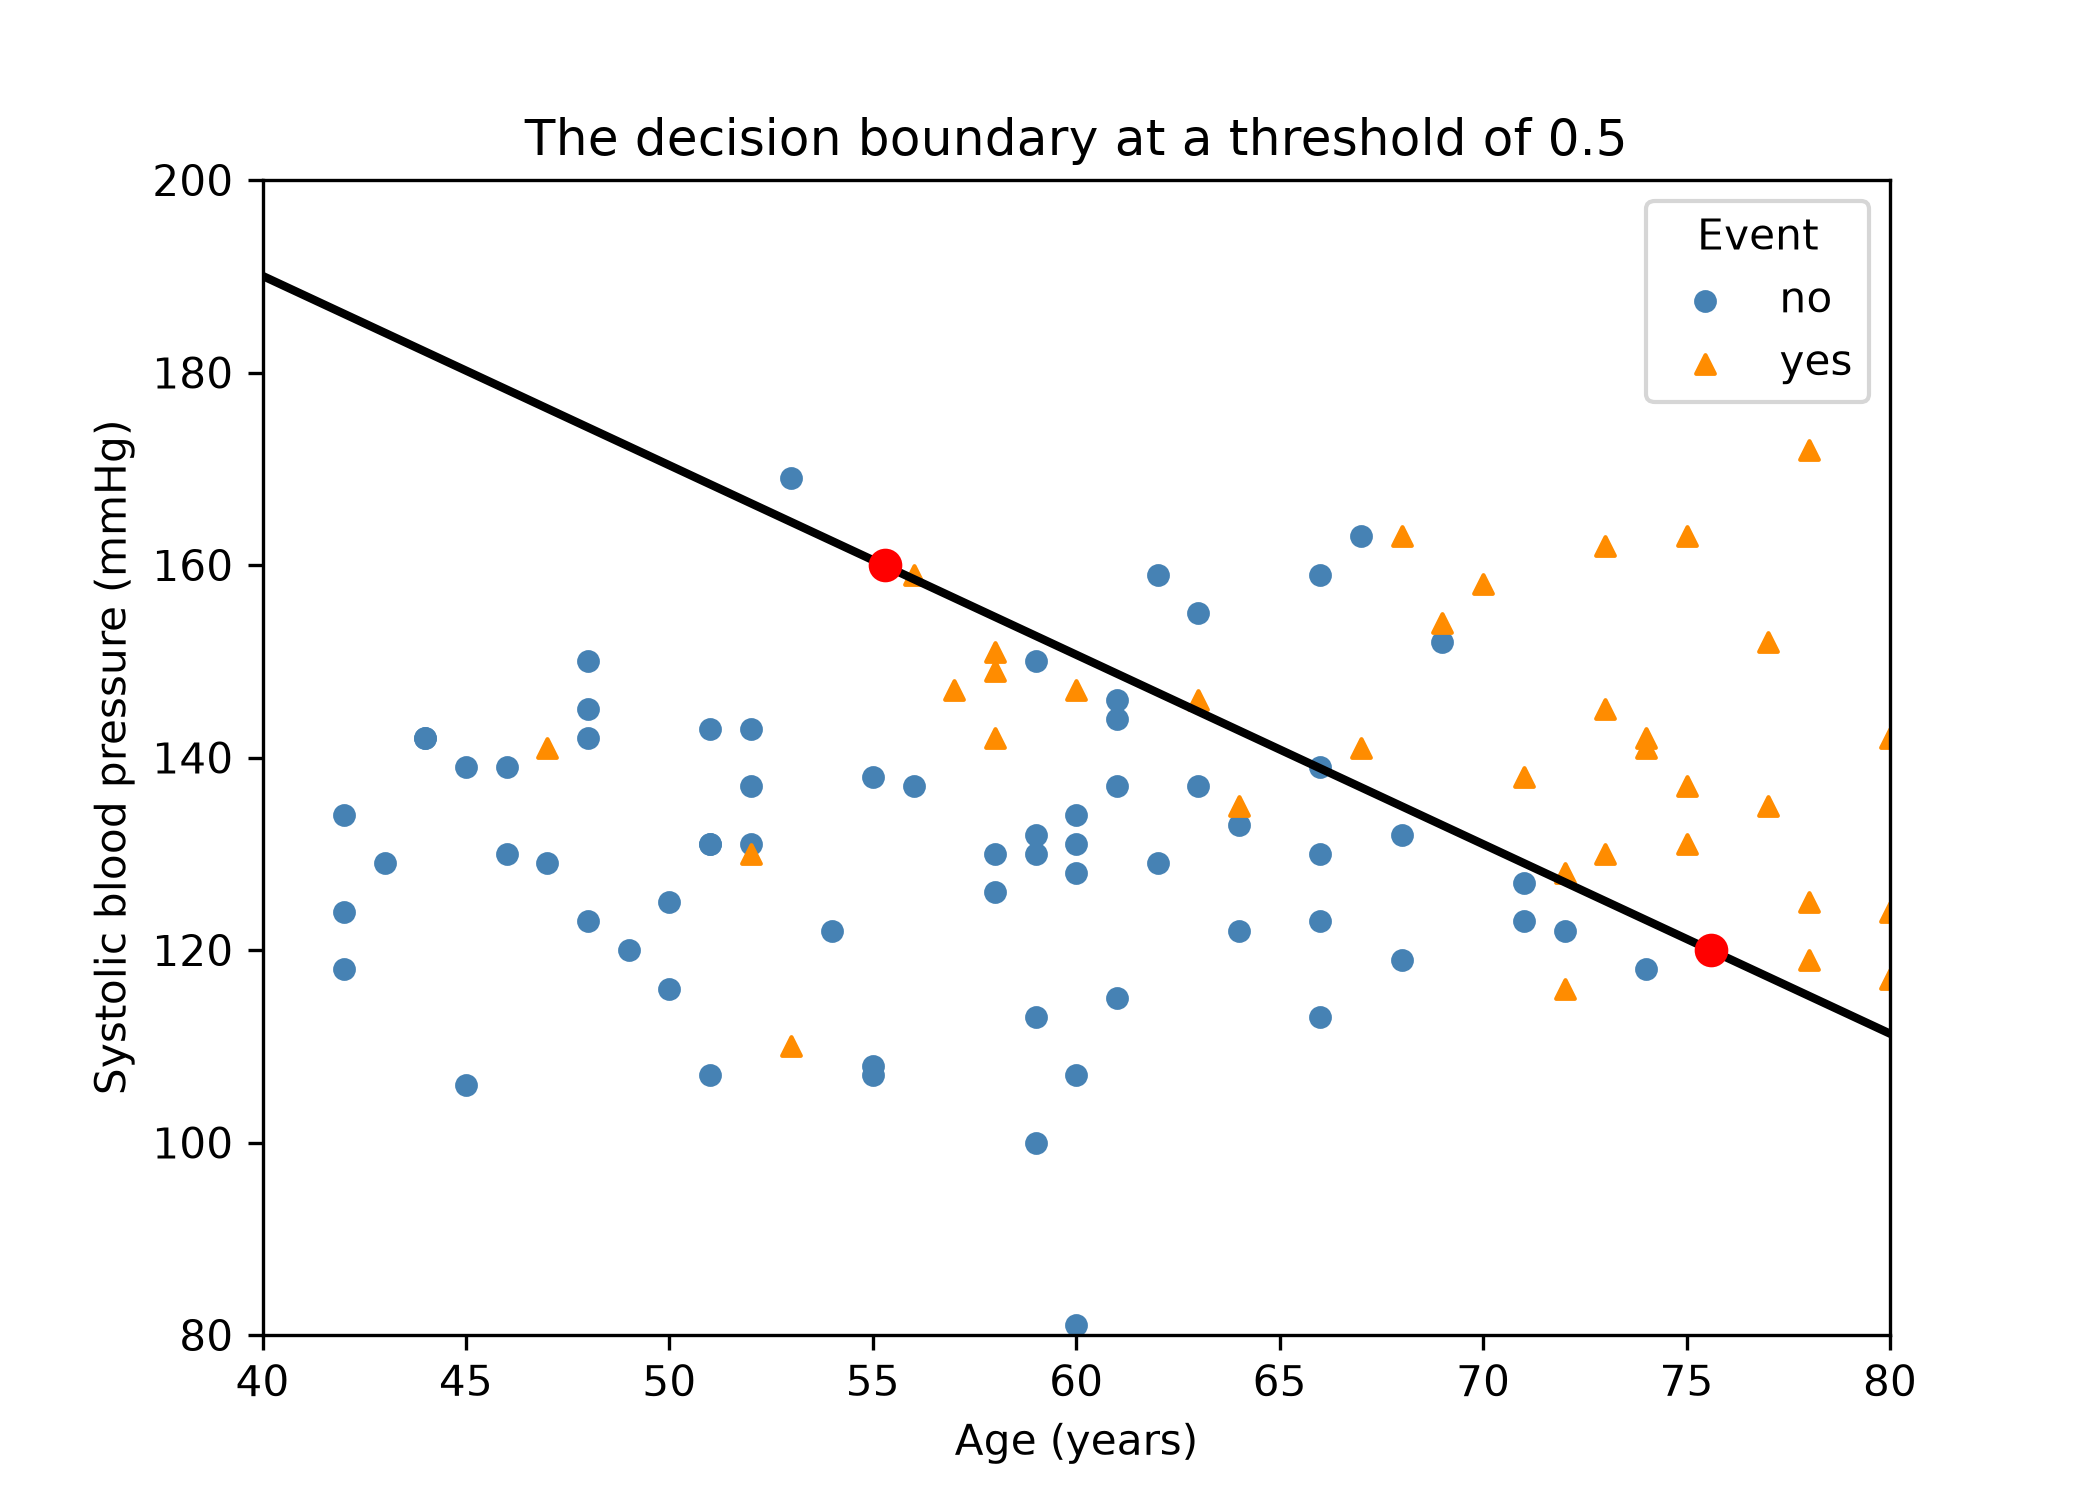 The decision boundary at a threshold of 0.5
Event
no
yes
Systolic blood pressure (mmHg)
200
180
160
140
120
100
80
40 45 50 55 60 65 70 75 80
Age (years)